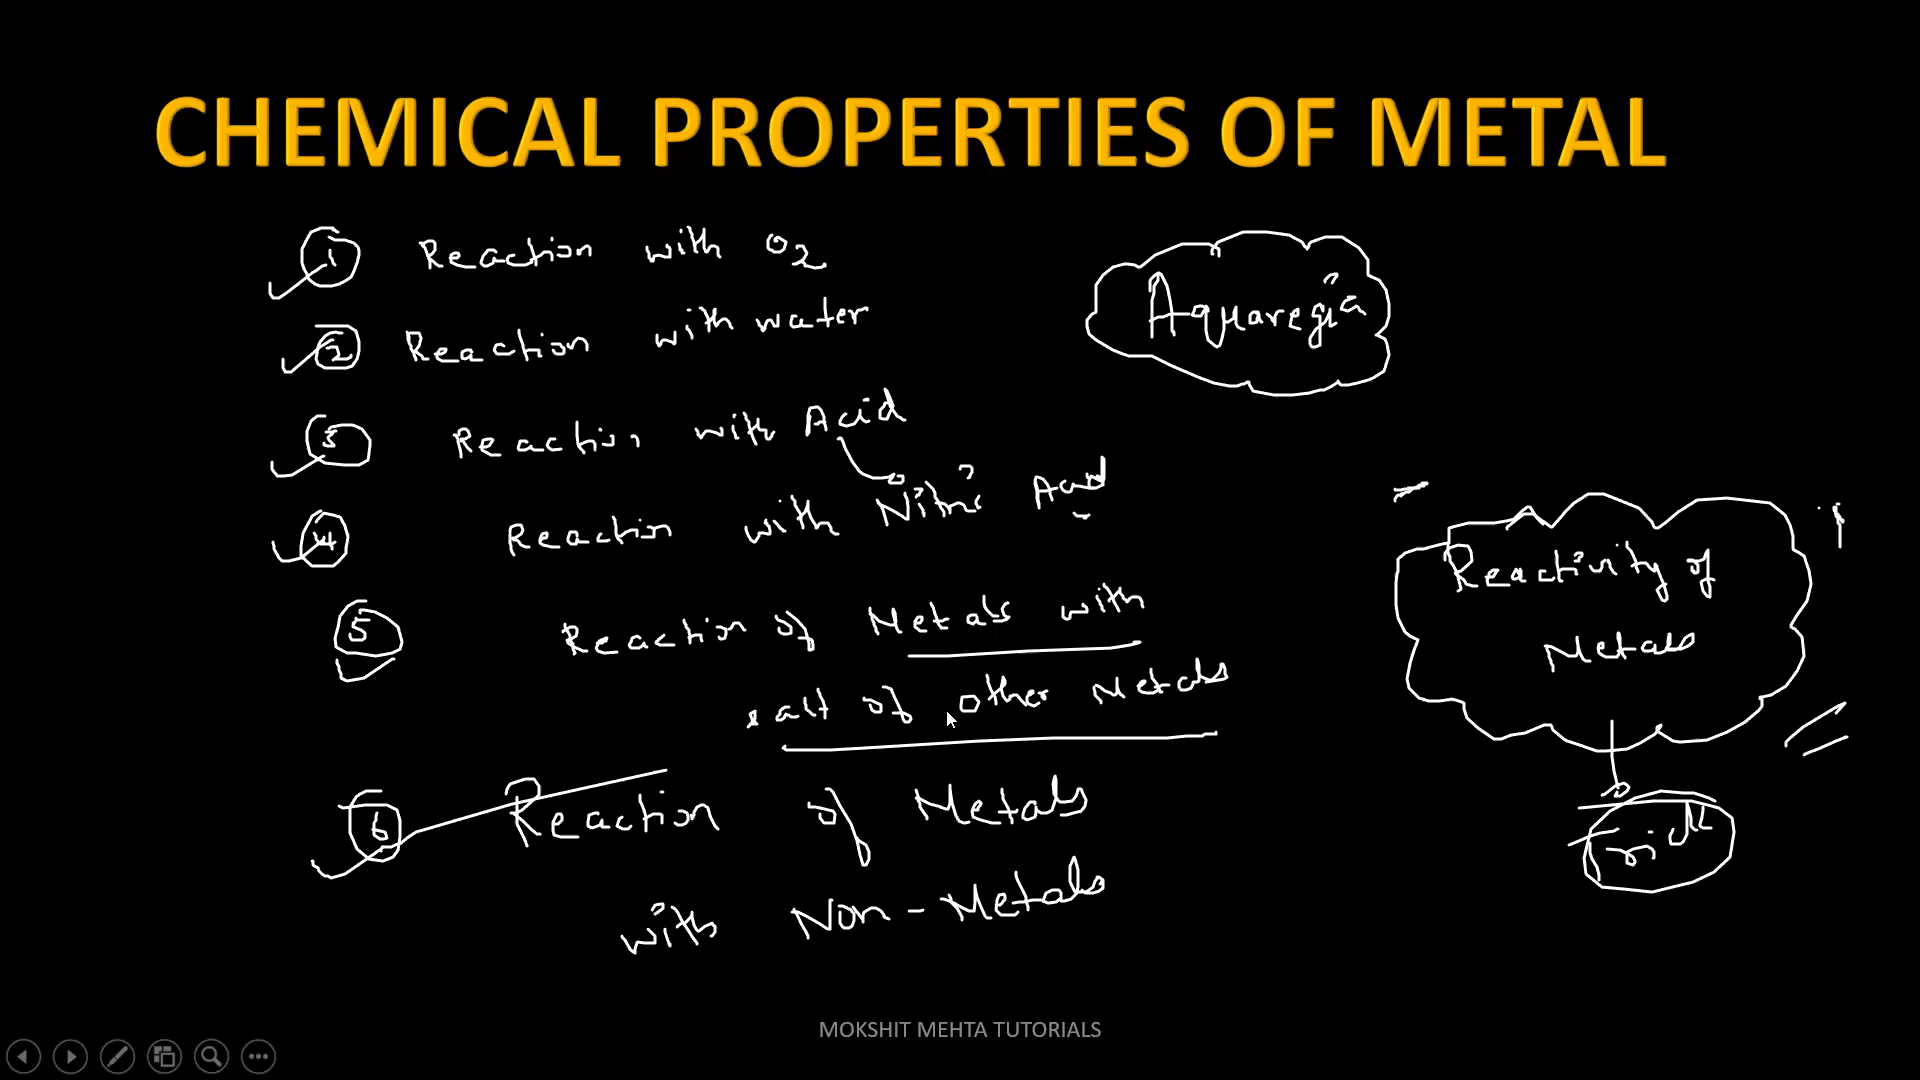 CHEMICAL PROPERTIES OF METAL
1 Reaction with O2
2 Reaction with water
3 Reaction with Acid
4 Reaction with Nitric Acid
5 Reaction of Metals with
salt of other Metals
6 Reaction of Metals
with Non-Metals
Aquaregia
Reactivity of
Metals
MOKSHIT MEHTA TUTORIALS